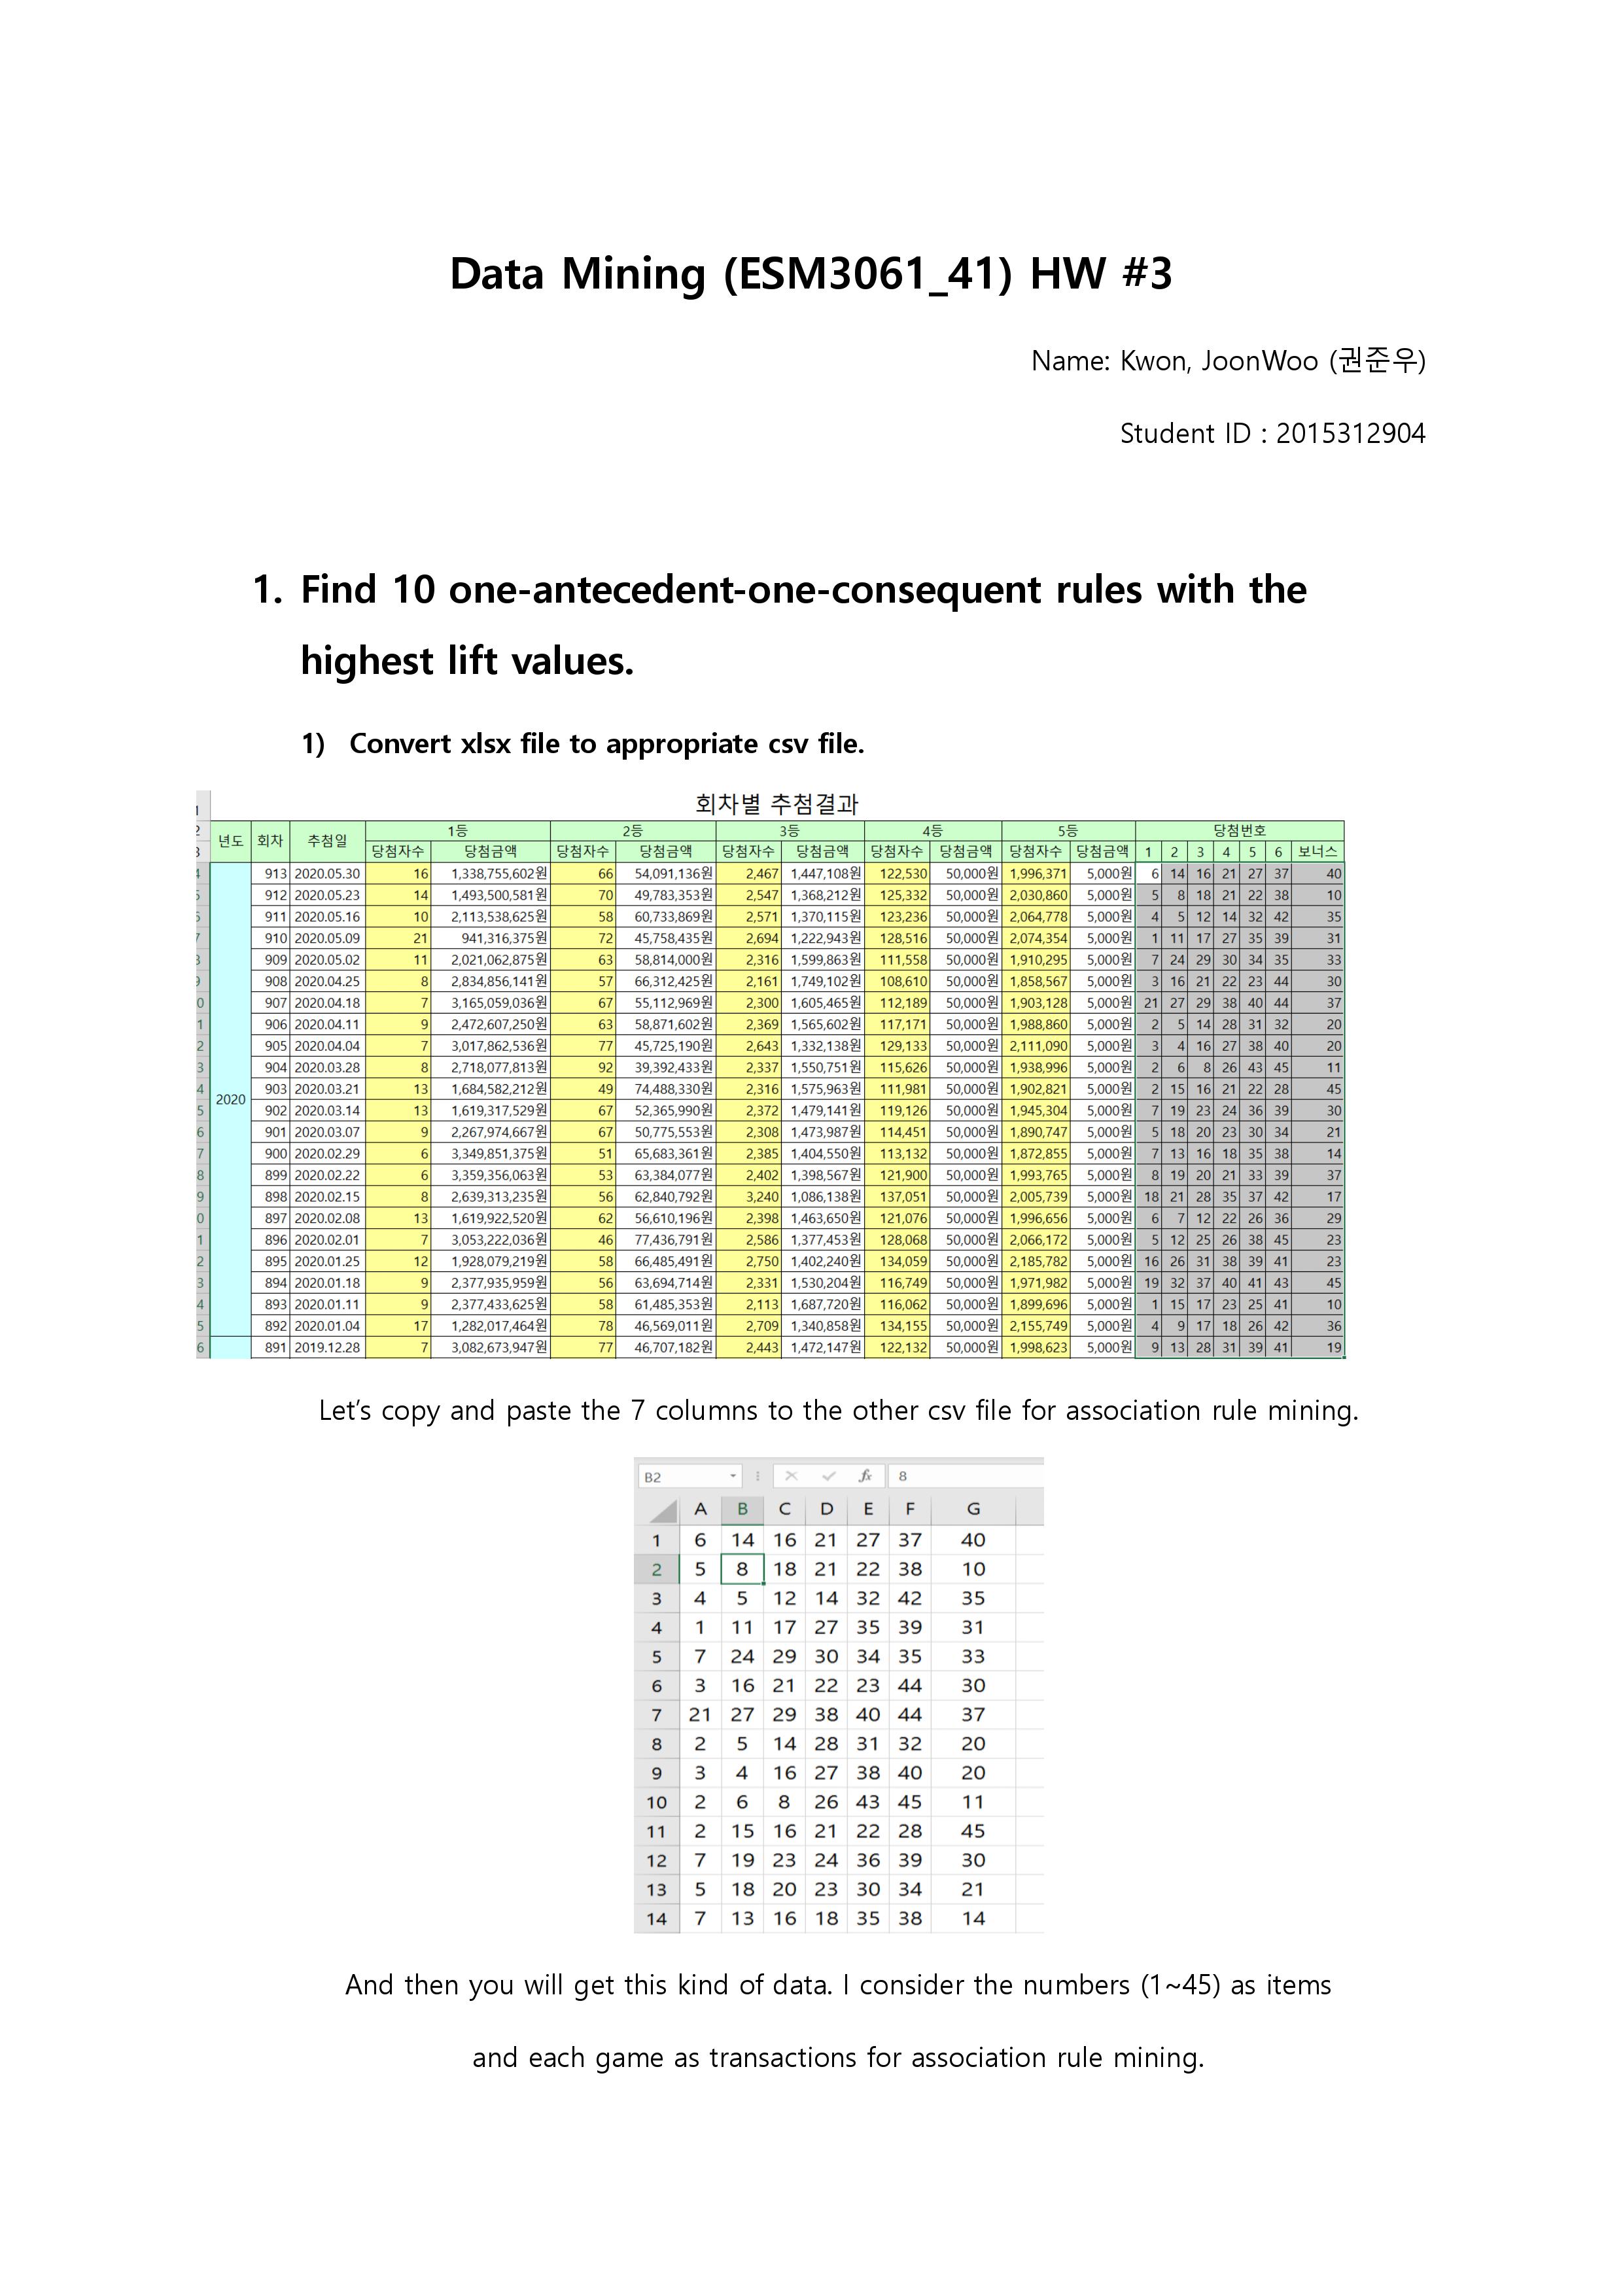 Data Mining (ESM3061_41) HW #3
Name: Kwon, JoonWoo (권준우)
Student ID : 2015312904
1. Find 10 one-antecedent-one-consequent rules with the
highest lift values.
1) Convert xlsx file to appropriate csv file.
회차별 추첨결과
년도 회차 추첨일 1등 2등 3등 4등 5등 당첨번호
당첨자수 당첨금액 당첨자수 당첨금액 당첨자수 당첨금액 당첨자수 당첨금액 당첨자수 당첨금액 1 2 3 4 5 6 보너스
913 2020.05.30 16 1,338,755,602원 66 54,091,136원 2,467 1,447,108원 122,530 50,000원 1,996,371 5,000원 6 14 16 21 27 37 40
912 2020.05.23 14 1,493,500,581원 70 49,783,353원 2,547 1,368,212원 125,332 50,000원 2,030,860 5,000원 5 8 18 21 22 38 10
911 2020.05.16 10 2,113,538,625원 58 60,733,869원 2,571 1,370,115원 123,236 50,000원 2,064,778 5,000원 4 5 12 14 32 42 35
910 2020.05.09 21 941,316,375원 72 45,758,435원 2,694 1,222,943원 128,516 50,000원 2,074,354 5,000원 1 11 17 27 35 39 31
909 2020.05.02 11 2,021,062,875원 63 58,814,000원 2,316 1,599,863원 111,558 50,000원 1,910,295 5,000원 7 24 29 30 34 35 33
908 2020.04.25 8 2,834,856,141원 57 66,312,425원 2,161 1,749,102원 108,610 50,000원 1,858,567 5,000원 3 16 21 22 23 44 30
907 2020.04.18 7 3,165,059,036원 67 55,112,969원 2,300 1,605,465원 112,189 50,000원 1,903,128 5,000원 21 27 29 38 40 44 37
906 2020.04.11 9 2,472,607,250원 63 58,871,602원 2,369 1,565,602원 117,171 50,000원 1,988,860 5,000원 2 5 14 28 31 32 20
905 2020.04.04 7 3,017,862,536원 77 45,725,190원 2,643 1,332,138원 129,133 50,000원 2,111,090 5,000원 3 4 16 27 38 40 20
904 2020.03.28 8 2,718,077,813원 92 39,392,433원 2,337 1,550,751원 115,626 50,000원 1,938,996 5,000원 2 6 8 26 43 45 11
903 2020.03.21 13 1,684,582,212원 49 74,488,330원 2,316 1,575,963원 111,981 50,000원 1,902,821 5,000원 2 15 16 21 22 28 45
2020
902 2020.03.14 13 1,619,317,529원 67 52,365,990원 2,372 1,479,141원 119,126 50,000원 1,945,304 5,000원 7 19 23 24 36 39 30
901 2020.03.07 9 2,267,974,667원 67 50,775,553원 2,308 1,473,987원 114,451 50,000원 1,890,747 5,000원 5 18 20 23 30 34 21
900 2020.02.29 6 3,349,851,375원 51 65,683,361원 2,385 1,404,550원 113,132 50,000원 1,872,855 5,000원 7 13 16 18 35 38 14
899 2020.02.22 6 3,359,356,063원 53 63,384,077원 2,402 1,398,567원 121,900 50,000원 1,993,765 5,000원 8 19 20 21 33 39 37
898 2020.02.15 8 2,639,313,235원 56 62,840,792원 3,240 1,086,138원 137,051 50,000원 2,005,739 5,000원 18 21 28 35 37 42 17
897 2020.02.08 13 1,619,922,520원 62 56,610,196원 2,398 1,463,650원 121,076 50,000원 1,996,656 5,000원 6 7 12 22 26 36 29
896 2020.02.01 7 3,053,222,036원 46 77,436,791원 2,586 1,377,453원 128,068 50,000원 2,066,172 5,000원 5 12 25 26 38 45 23
895 2020.01.25 12 1,928,079,219원 58 66,485,491원 2,750 1,402,240원 134,059 50,000원 2,185,782 5,000원 16 26 31 38 39 41 23
894 2020.01.18 9 2,377,935,959원 56 63,694,714원 2,331 1,530,204원 116,749 50,000원 1,971,982 5,000원 19 32 37 40 41 43 45
893 2020.01.11 9 2,377,433,625원 58 61,485,353원 2,113 1,687,720원 116,062 50,000원 1,899,696 5,000원 1 15 17 23 25 41 10
892 2020.01.04 17 1,282,017,464원 78 46,569,011원 2,709 1,340,858원 134,155 50,000원 2,155,749 5,000원 4 9 17 18 26 42 36
891 2019.12.28 7 3,082,673,947원 77 46,707,182원 2,443 1,472,147원 122,132 50,000원 1,998,623 5,000원 9 13 28 31 39 41 19
Let's copy and paste the 7 columns to the other csv file for association rule mining.
B2 fx 8
A B C D E F G
1 6 14 16 21 27 37 40
2 5 8 18 21 22 38 10
3 4 5 12 14 32 42 35
4 1 11 17 27 35 39 31
5 7 24 29 30 34 35 33
6 3 16 21 22 23 44 30
7 21 27 29 38 40 44 37
8 2 5 14 28 31 32 20
9 3 4 16 27 38 40 20
10 2 6 8 26 43 45 11
11 2 15 16 21 22 28 45
12 7 19 23 24 36 39 30
13 5 18 20 23 30 34 21
14 7 13 16 18 35 38 14
And then you will get this kind of data. I consider the numbers (1~45) as items
and each game as transactions for association rule mining.